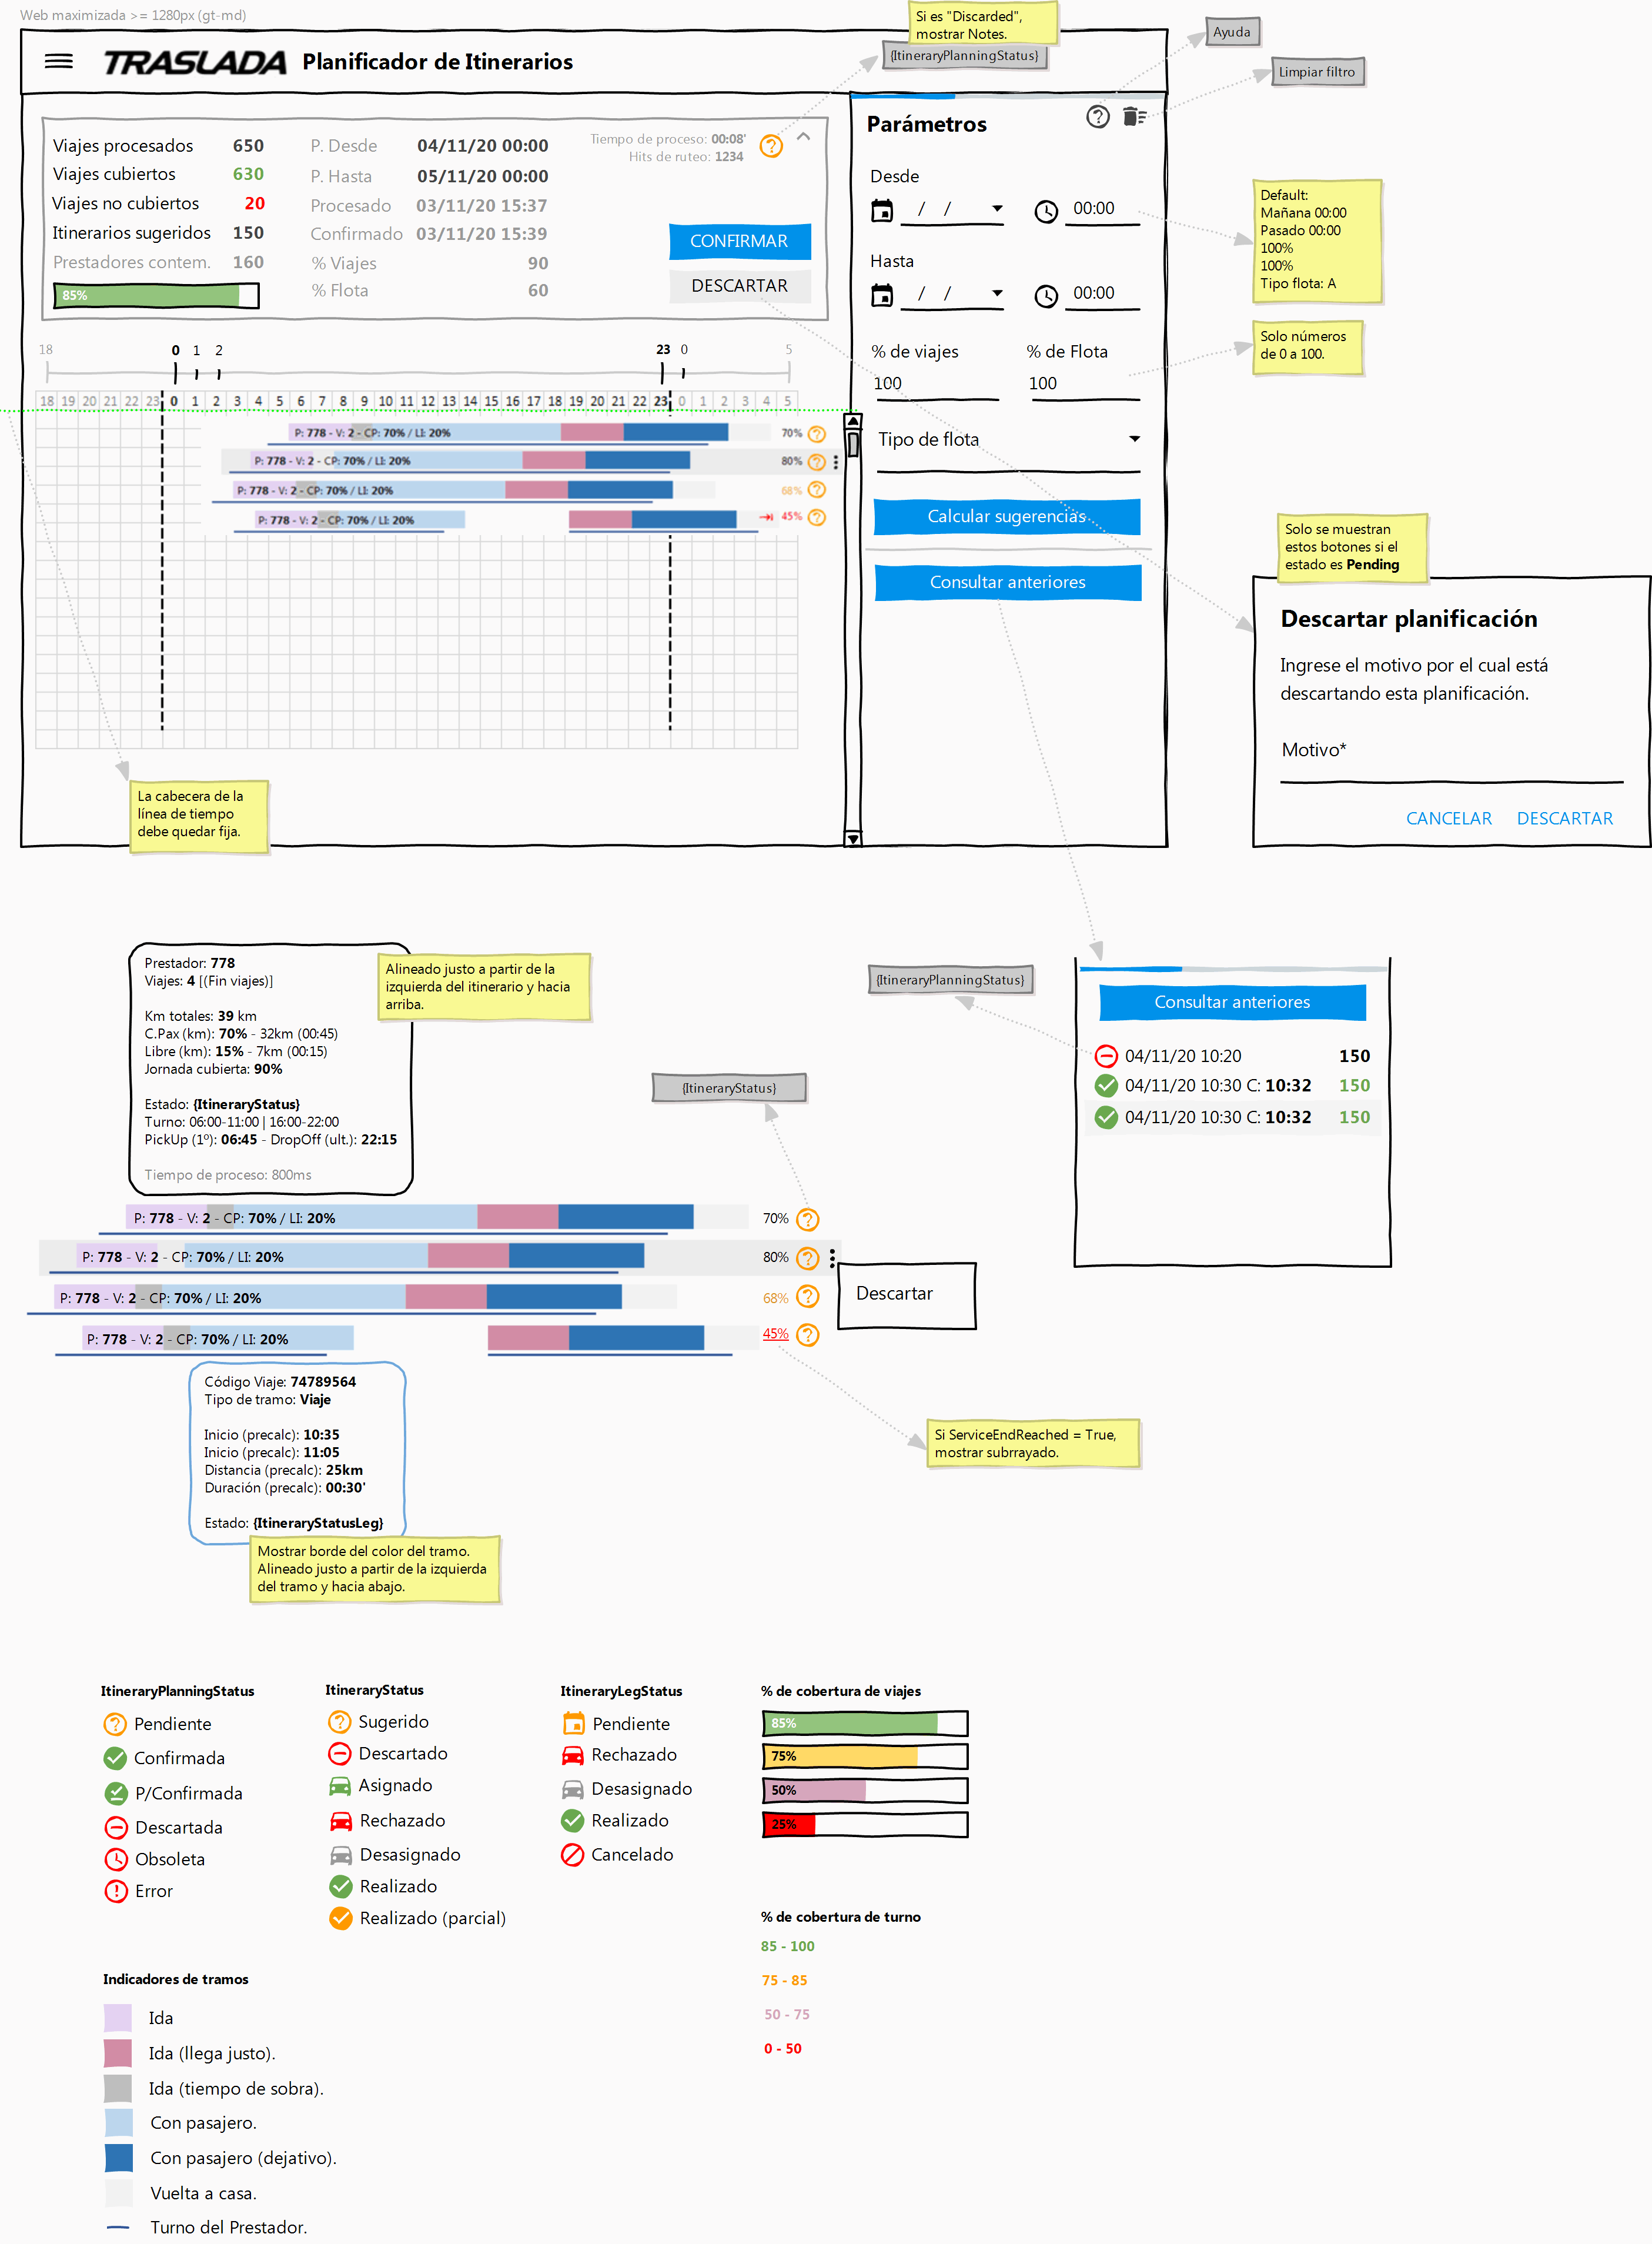 Web maximizada >= 1280px (gt-md)
Si es "Discarded",
mostrar Notes.
{ItineraryPlanningStatus}
Ayuda
Limpiar filtro
TRASLADA Planificador de Itinerarios
Viajes procesados 650
Viajes cubiertos 630
Viajes no cubiertos 20
Itinerarios sugeridos 150
Prestadores contem. 160
85%
P. Desde 04/11/20 00:00
P. Hasta 05/11/20 00:00
Procesado 03/11/20 15:37
Confirmado 03/11/20 15:39
% Viajes 90
% Flota 60
Tiempo de proceso: 00:08'
Hits de ruteo: 1234
CONFIRMAR
DESCARTAR
18 0 1 2 23 0 5
18 19 20 21 22 23 0 1 2 3 4 5 6 7 8 9 10 11 12 13 14 15 16 17 18 19 20 21 22 23 0 1 2 3 4 5
P: 778 - V: 2 - CP: 70% / LI: 20% 70%
P: 778 - V: 2 - CP: 70% / LI: 20% 80%
P: 778 - V: 2 - CP: 70% / LI: 20% 68%
P: 778 - V: 2 - CP: 70% / LI: 20% 45%
La cabecera de la
línea de tiempo
debe quedar fija.
Parámetros
Desde
/ / 00:00
Hasta
/ / 00:00
% de viajes % de Flota
100 100
Tipo de flota
Calcular sugerencias
Consultar anteriores
Default:
Mañana 00:00
Pasado 00:00
100%
100%
Tipo flota: A
Solo números
de 0 a 100.
Solo se muestran
estos botones si el
estado es Pending
Descartar planificación
Ingrese el motivo por el cual está
descartando esta planificación.
Motivo*
CANCELAR DESCARTAR
Prestador: 778
Viajes: 4 [(Fin viajes)]
Km totales: 39 km
C.Pax (km): 70% - 32km (00:45)
Libre (km): 15% - 7km (00:15)
Jornada cubierta: 90%
Estado: {ItineraryStatus}
Turno: 06:00-11:00 | 16:00-22:00
PickUp (1º): 06:45 - DropOff (ult.): 22:15
Tiempo de proceso: 800ms
Alineado justo a partir de la
izquierda del itinerario y hacia
arriba.
{ItineraryStatus}
{ItineraryPlanningStatus}
Consultar anteriores
04/11/20 10:20 150
04/11/20 10:30 C: 10:32 150
04/11/20 10:30 C: 10:32 150
P: 778 - V: 2 - CP: 70% / LI: 20% 70%
P: 778 - V: 2 - CP: 70% / LI: 20% 80%
P: 778 - V: 2 - CP: 70% / LI: 20% 68%
P: 778 - V: 2 - CP: 70% / LI: 20% 45%
Descartar
Código Viaje: 74789564
Tipo de tramo: Viaje
Inicio (precalc): 10:35
Inicio (precalc): 11:05
Distancia (precalc): 25km
Duración (precalc): 00:30'
Estado: {ItineraryStatusLeg}
Mostrar borde del color del tramo.
Alineado justo a partir de la izquierda
del tramo y hacia abajo.
Si ServiceEndReached = True,
mostrar subrrayado.
ItineraryPlanningStatus
Pendiente
Confirmada
P/Confirmada
Descartada
Obsoleta
Error
ItineraryStatus
Sugerido
Descartado
Asignado
Rechazado
Desasignado
Realizado
Realizado (parcial)
ItineraryLegStatus
Pendiente
Rechazado
Desasignado
Realizado
Cancelado
% de cobertura de viajes
85%
75%
50%
25%
% de cobertura de turno
85 - 100
75 - 85
50 - 75
0 - 50
Indicadores de tramos
Ida
Ida (llega justo).
Ida (tiempo de sobra).
Con pasajero.
Con pasajero (dejativo).
Vuelta a casa.
Turno del Prestador.